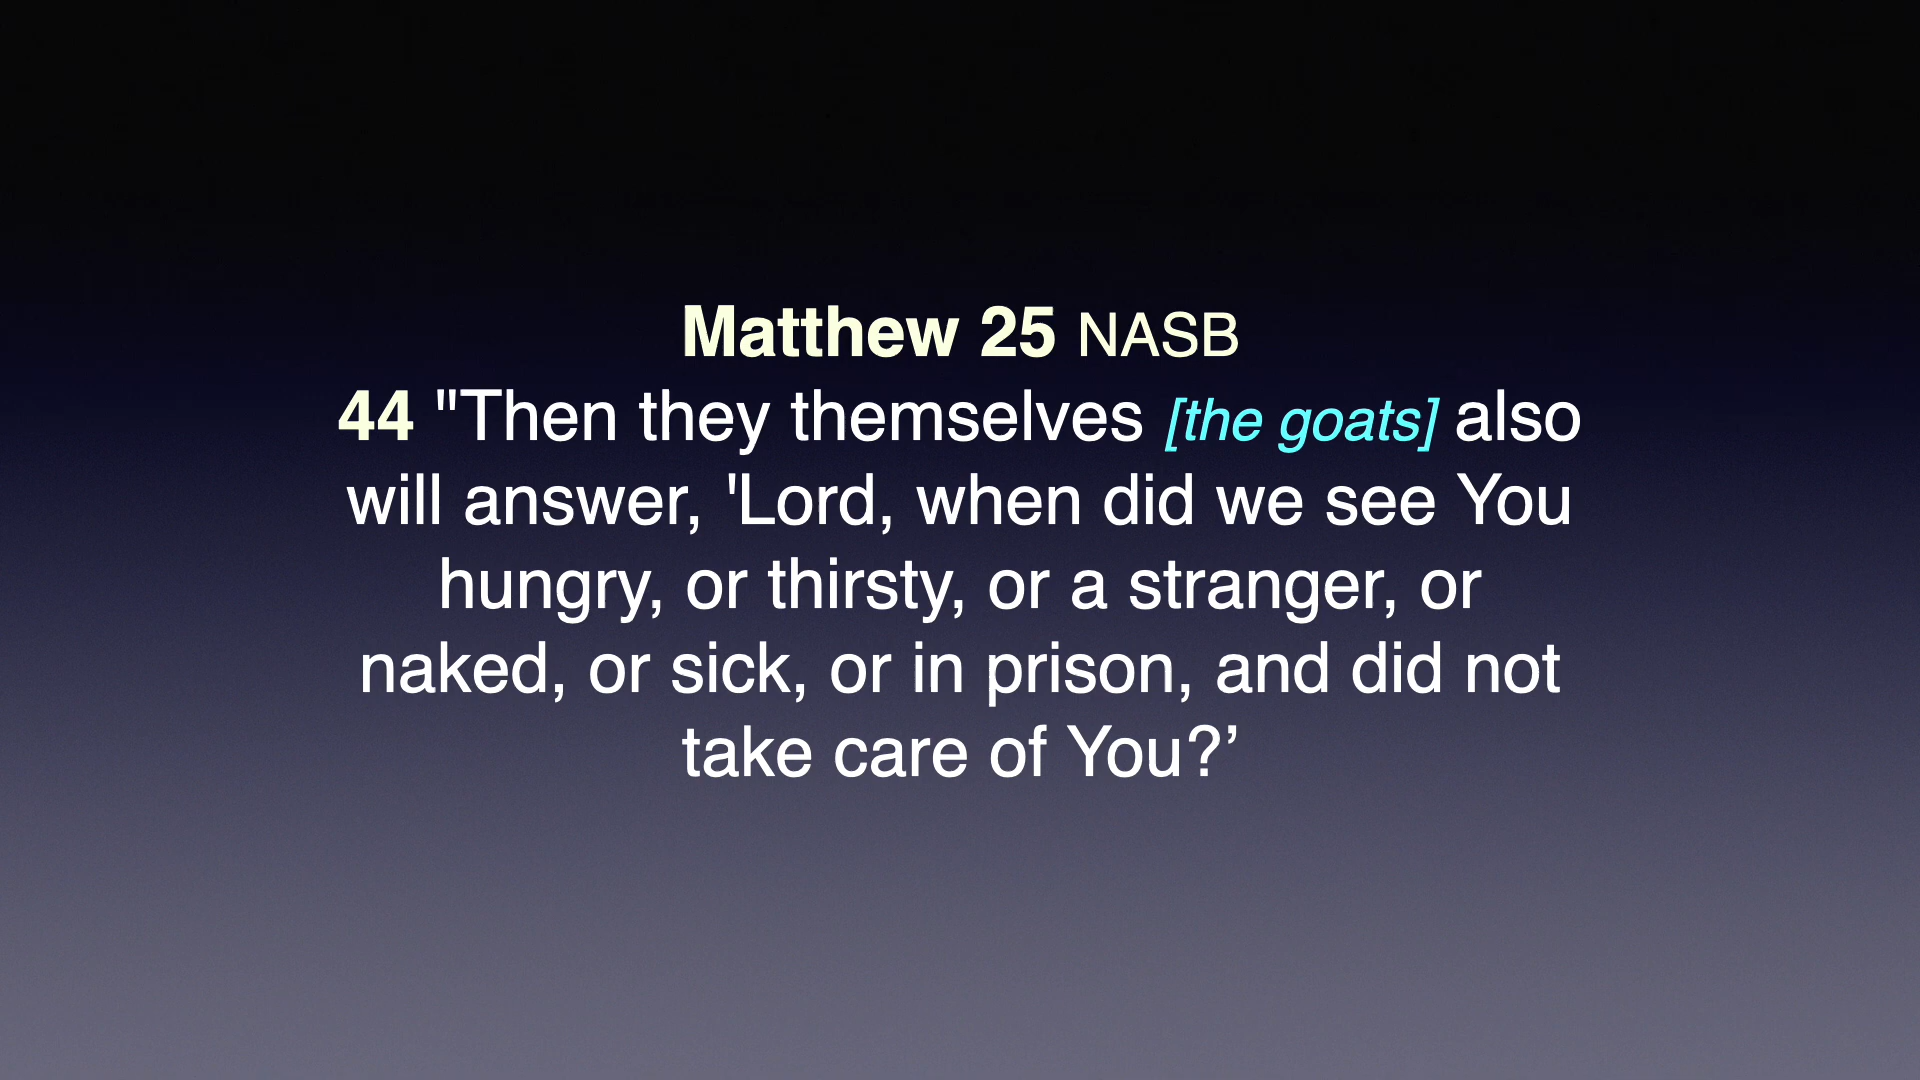 Matthew 25 NASB
44 "Then they themselves [the goats] also
will answer, 'Lord, when did we see You
hungry, or thirsty, or a stranger, or
naked, or sick, or in prison, and did not
take care of You?’